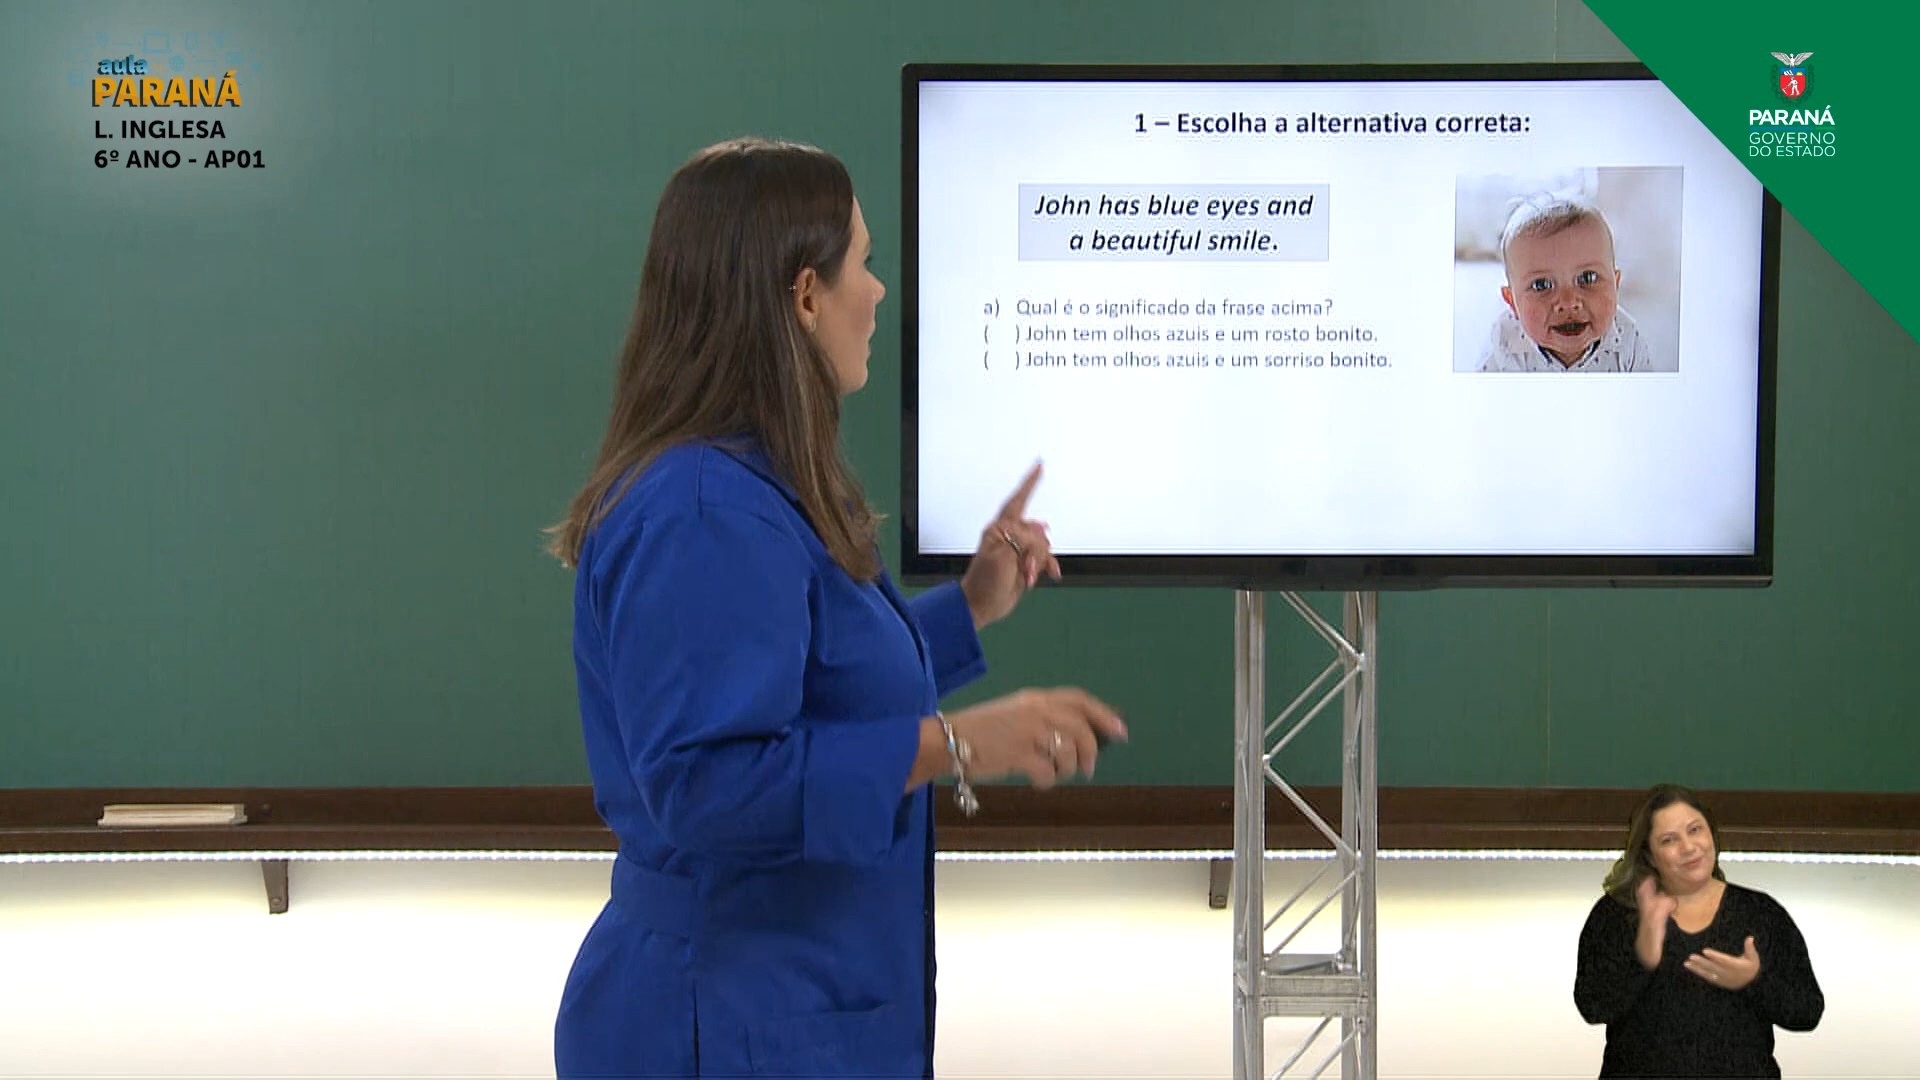 aula
PARANÁ
L. INGLESA
6º ANO - AP01
1 – Escolha a alternativa correta:
John has blue eyes and
a beautiful smile.
a) Qual é o significado da frase acima?
( ) John tem olhos azuis e um rosto bonito.
( ) John tem olhos azuis e um sorriso bonito.
PARANÁ
GOVERNO
DO ESTADO